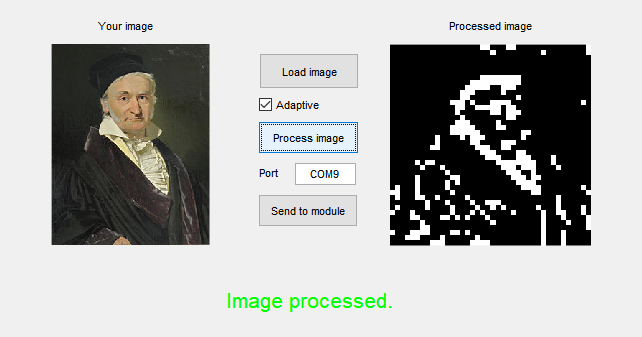 Your image
Processed image
Load image
Adaptive
Process image
Port
COM9
Send to module
Image processed.